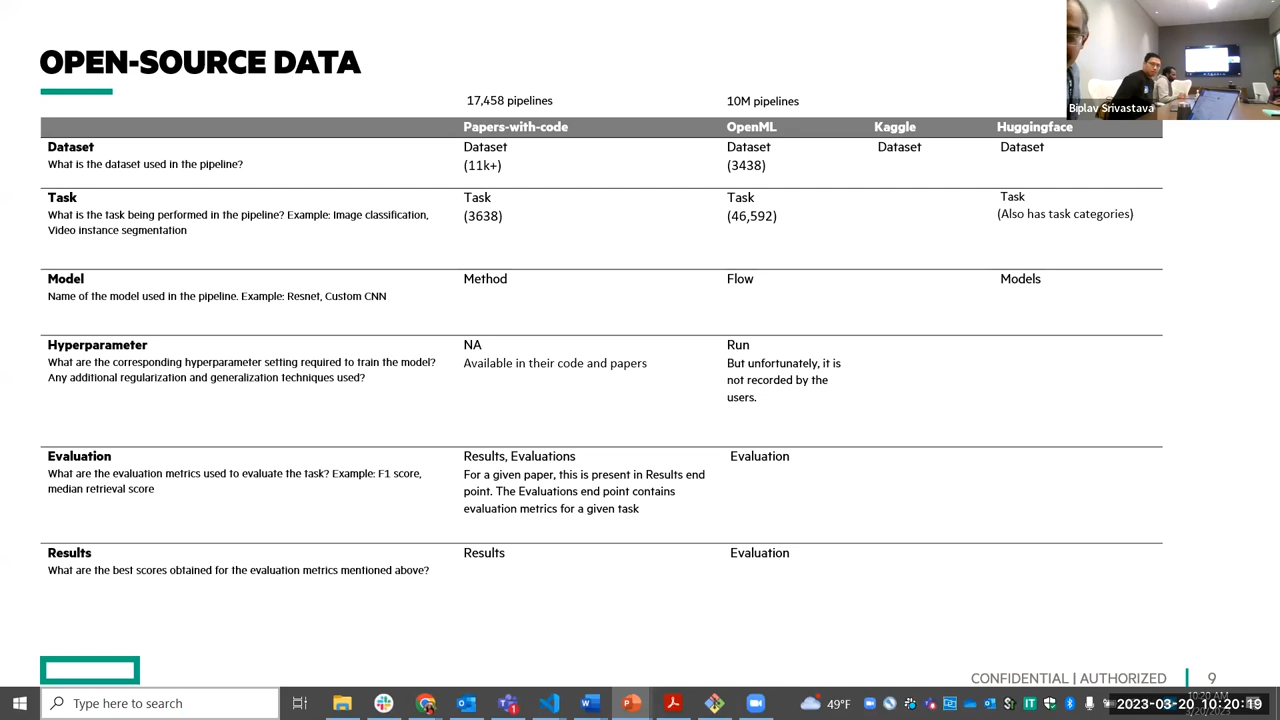 OPEN-SOURCE DATA
Biplav Srivastava
17,458 pipelines
10M pipelines
Papers-with-code
OpenML
Kaggle
Huggingface
Dataset
What is the dataset used in the pipeline?
Dataset
(11k+)
Dataset
(3438)
Dataset
Dataset
Task
What is the task being performed in the pipeline? Example: Image classification,
Video instance segmentation
Task
(3638)
Task
(46,592)
Task
(Also has task categories)
Model
Name of the model used in the pipeline. Example: Resnet, Custom CNN
Method
Flow
Models
Hyperparameter
What are the corresponding hyperparameter setting required to train the model?
Any additional regularization and generalization techniques used?
NA
Available in their code and papers
Run
But unfortunately, it is
not recorded by the
users.
Evaluation
What are the evaluation metrics used to evaluate the task? Example: F1 score,
median retrieval score
Results, Evaluations
For a given paper, this is present in Results end
point. The Evaluations end point contains
evaluation metrics for a given task
Evaluation
Results
What are the best scores obtained for the evaluation metrics mentioned above?
Results
Evaluation
CONFIDENTIAL | AUTHORIZED
9
Type here to search
49°F
2023-03-20 10:20:19